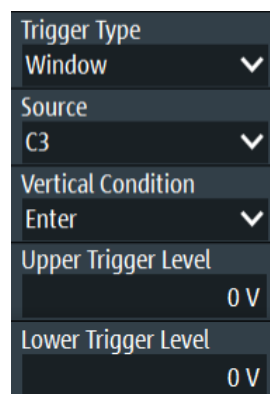 Trigger Type
Window
Source
C3
Vertical Condition
Enter
Upper Trigger Level
0 V
Lower Trigger Level
0 V